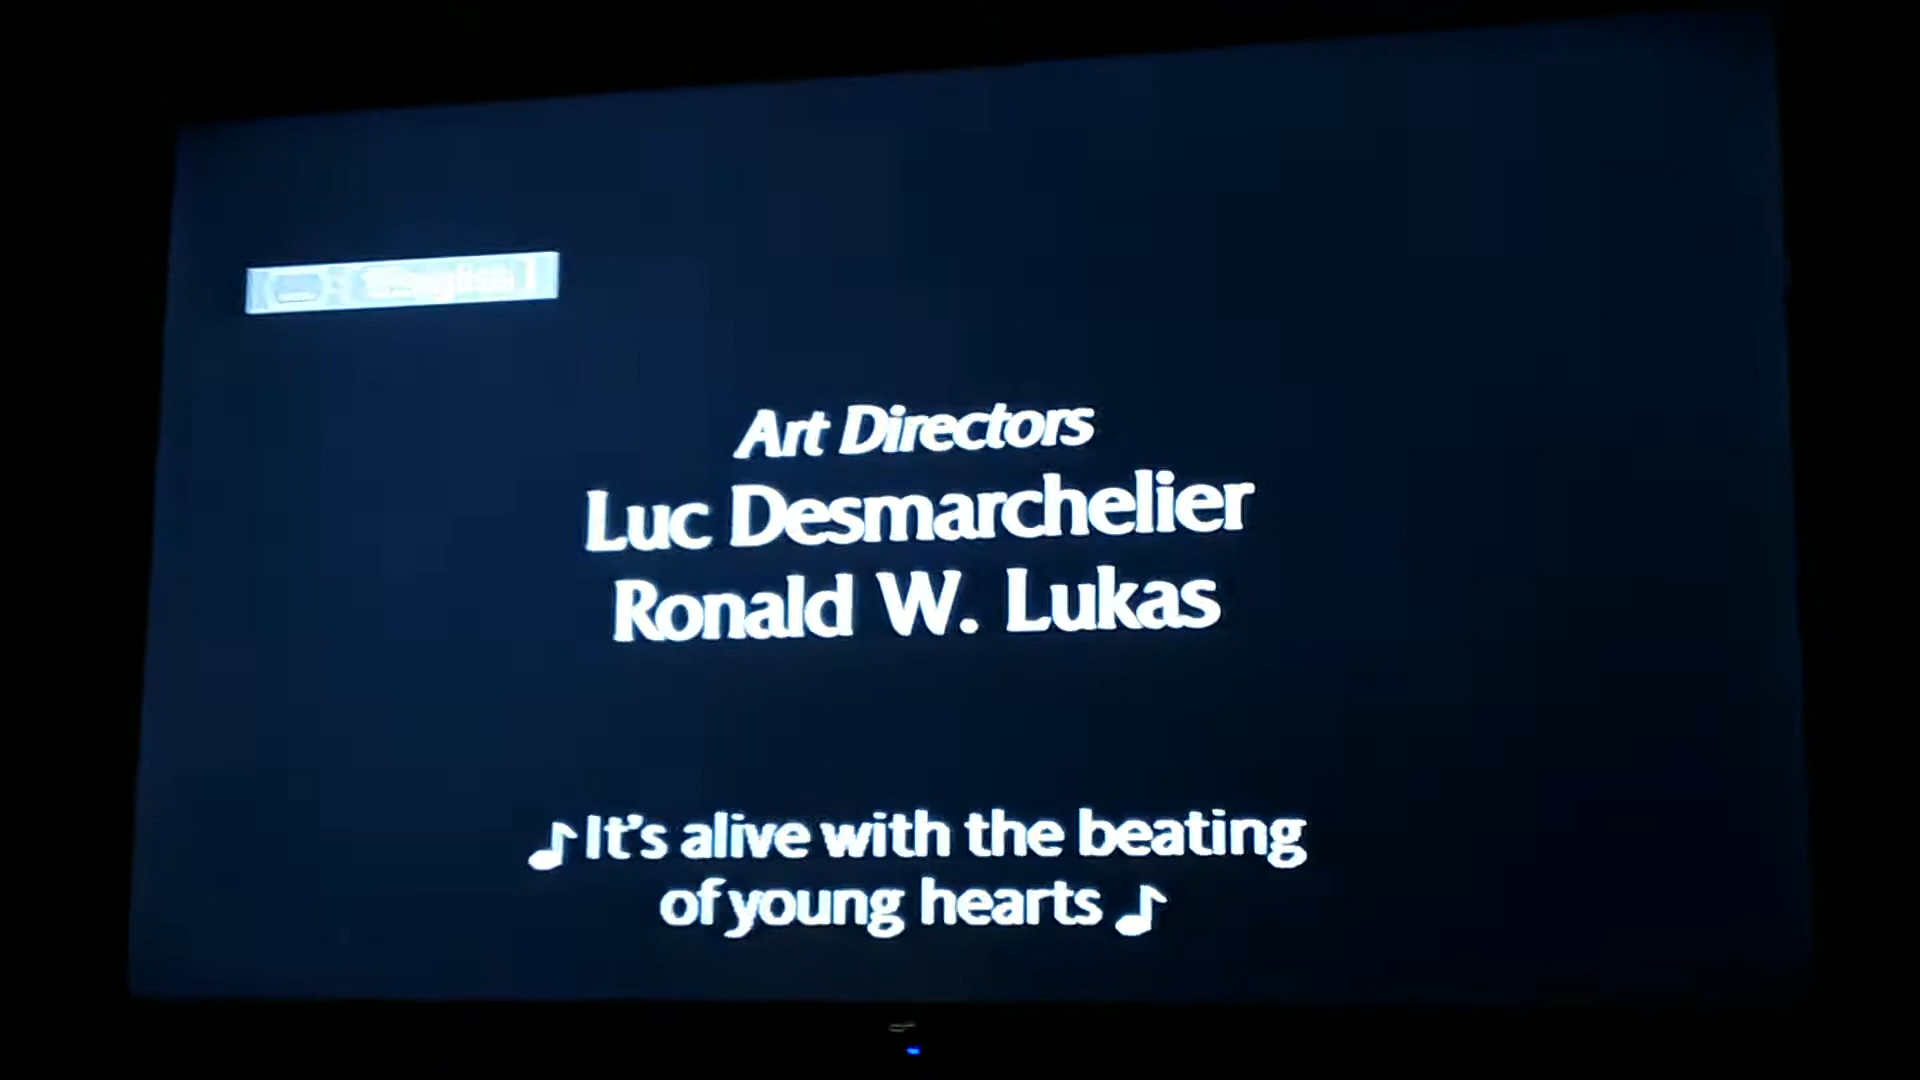 Art Directors
Luc Desmarchelier
Ronald W. Lukas
♪ It's alive with the beating
of young hearts ♪